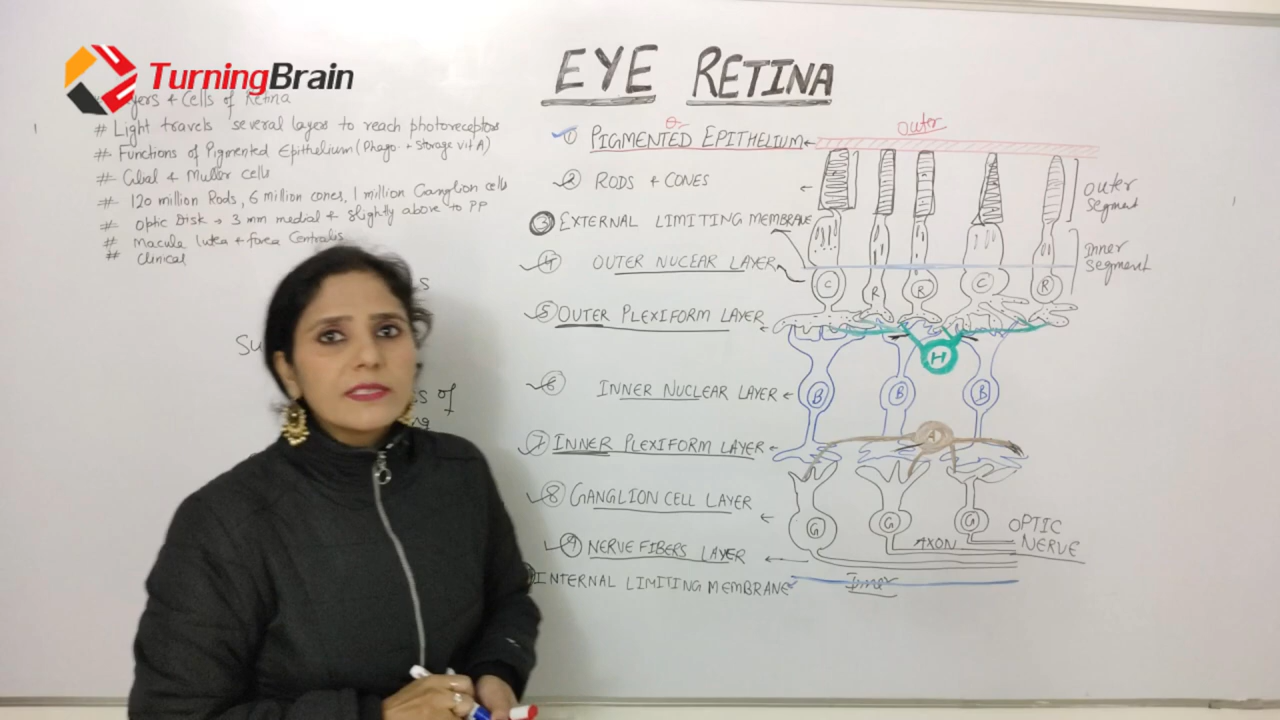 TurningBrain
Layers & Cells of Retina
# Light travels several layers to reach photoreceptors
# Functions of Pigmented Epithelium (Phago. + Storage vit A)
# Glial & Muller cells
# 120 million Rods, 6 million cones, 1 million Ganglion cells
# Optic Disk → 3 mm medial & slightly above to PP
# Macula lutea & fovea Centralis
# Clinical
Su
s of
EYE RETINA
① PIGMENTED EPITHELIUM
Outer
② RODS & CONES
Outer Segment
③ EXTERNAL LIMITING MEMBRANE
Inner Segment
④ OUTER NUCEAR LAYER
C R R C R
⑤ OUTER PLEXIFORM LAYER
H
⑥ INNER NUCLEAR LAYER
B B B
⑦ INNER PLEXIFORM LAYER
A
⑧ GANGLION CELL LAYER
G G G
OPTIC NERVE
AXON
⑨ NERVE FIBERS LAYER
INTERNAL LIMITING MEMBRANE
Inner